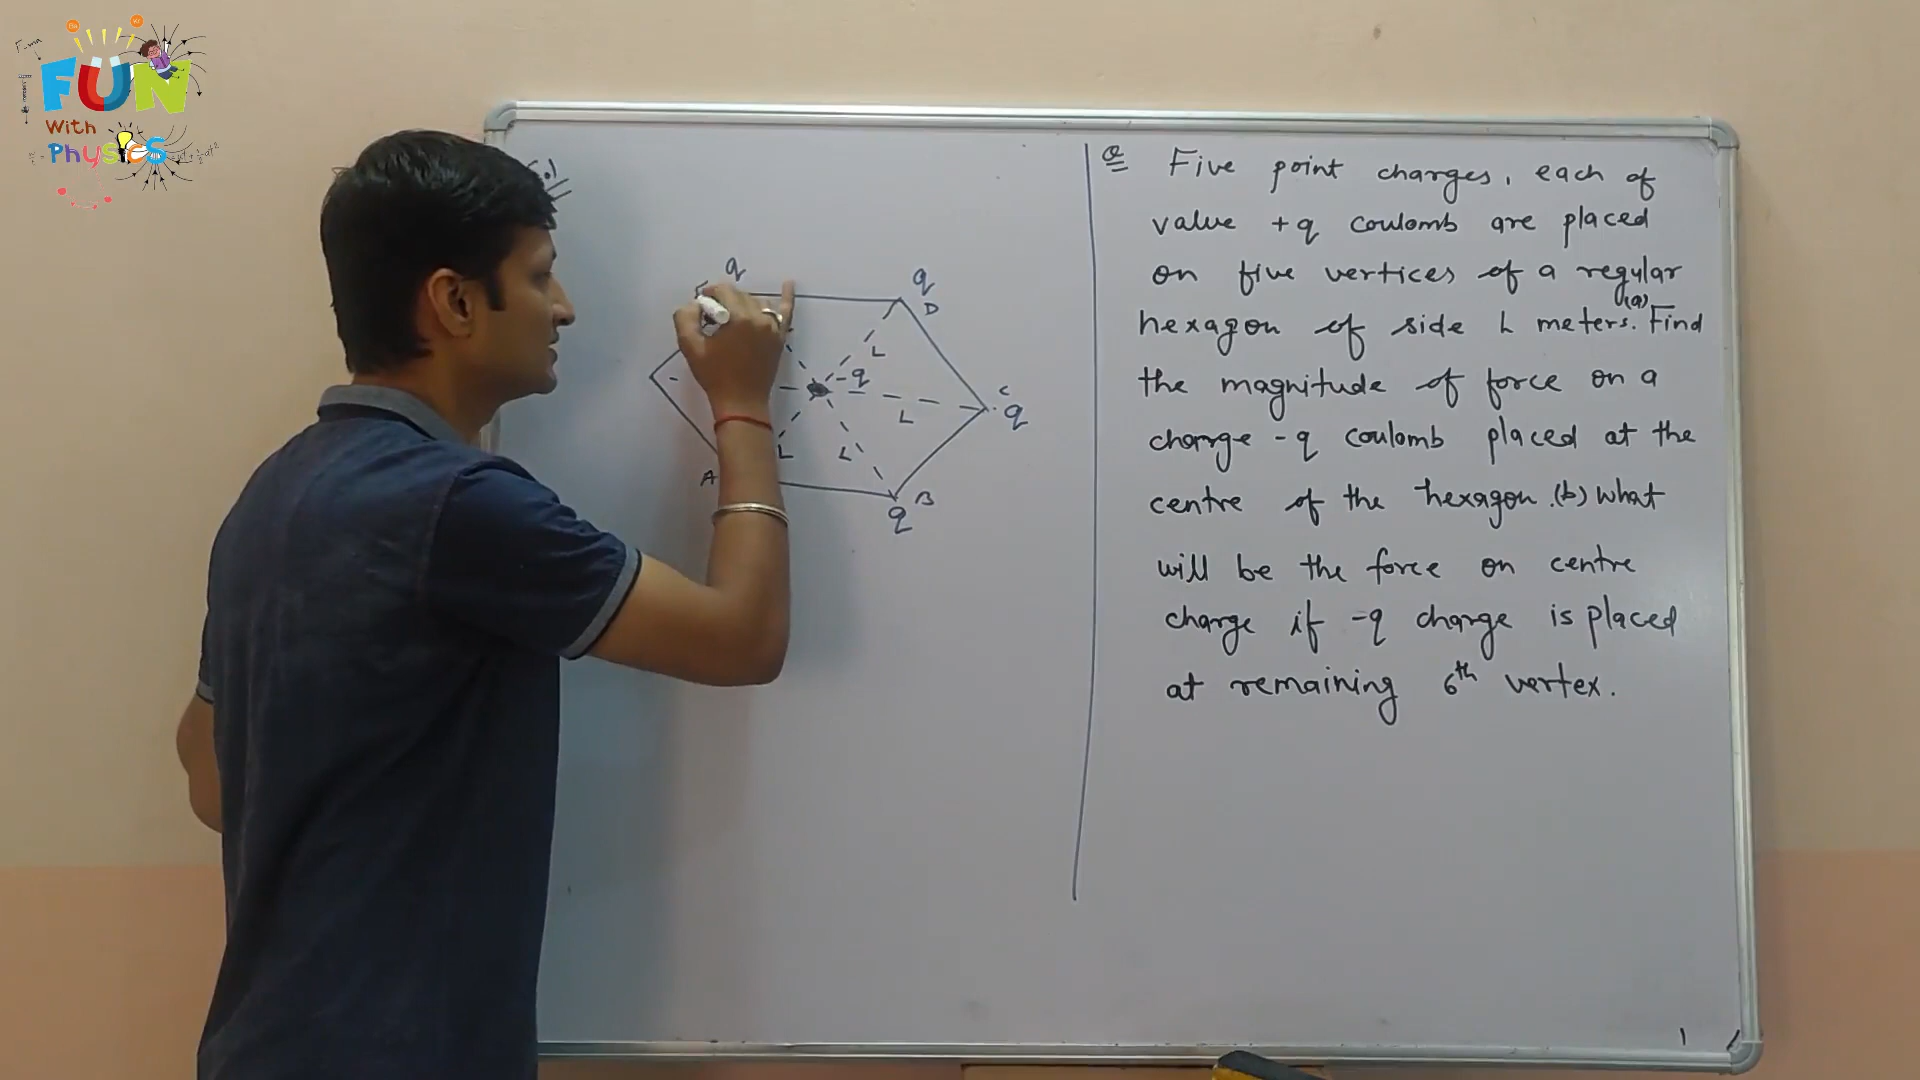 FUN
With
Physics
q
q
D
L
-q
C
q
L
L
L
A
B
q
Q Five point charges, each of
value +q coulomb are placed
on five vertices of a regular
hexagon of side L meters. (a) Find
the magnitude of force on a
charge -q coulomb placed at the
centre of the hexagon. (b) What
will be the force on centre
charge if -q charge is placed
at remaining 6th vertex.